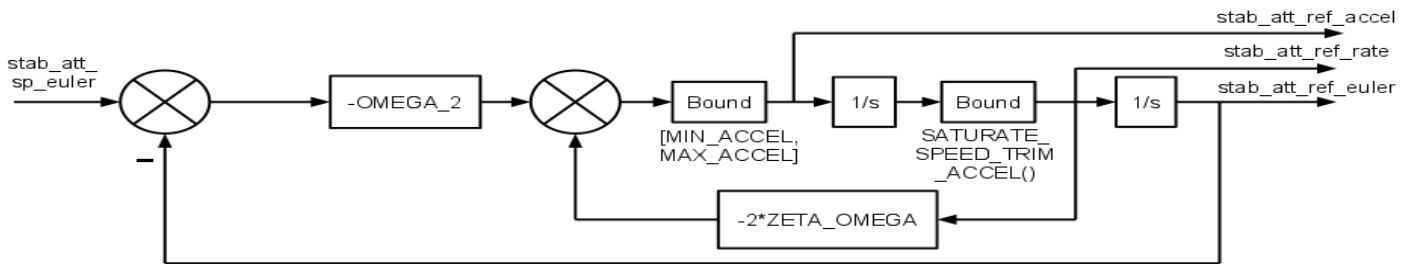 stab_att_ref_accel
stab_att_ref_rate
stab_att_ref_euler
stab_att_
sp_euler
-OMEGA_2
Bound
1/s
Bound
1/s
[MIN_ACCEL,
MAX_ACCEL]
SATURATE_
SPEED_TRIM
_ACCEL()
-2*ZETA_OMEGA
–